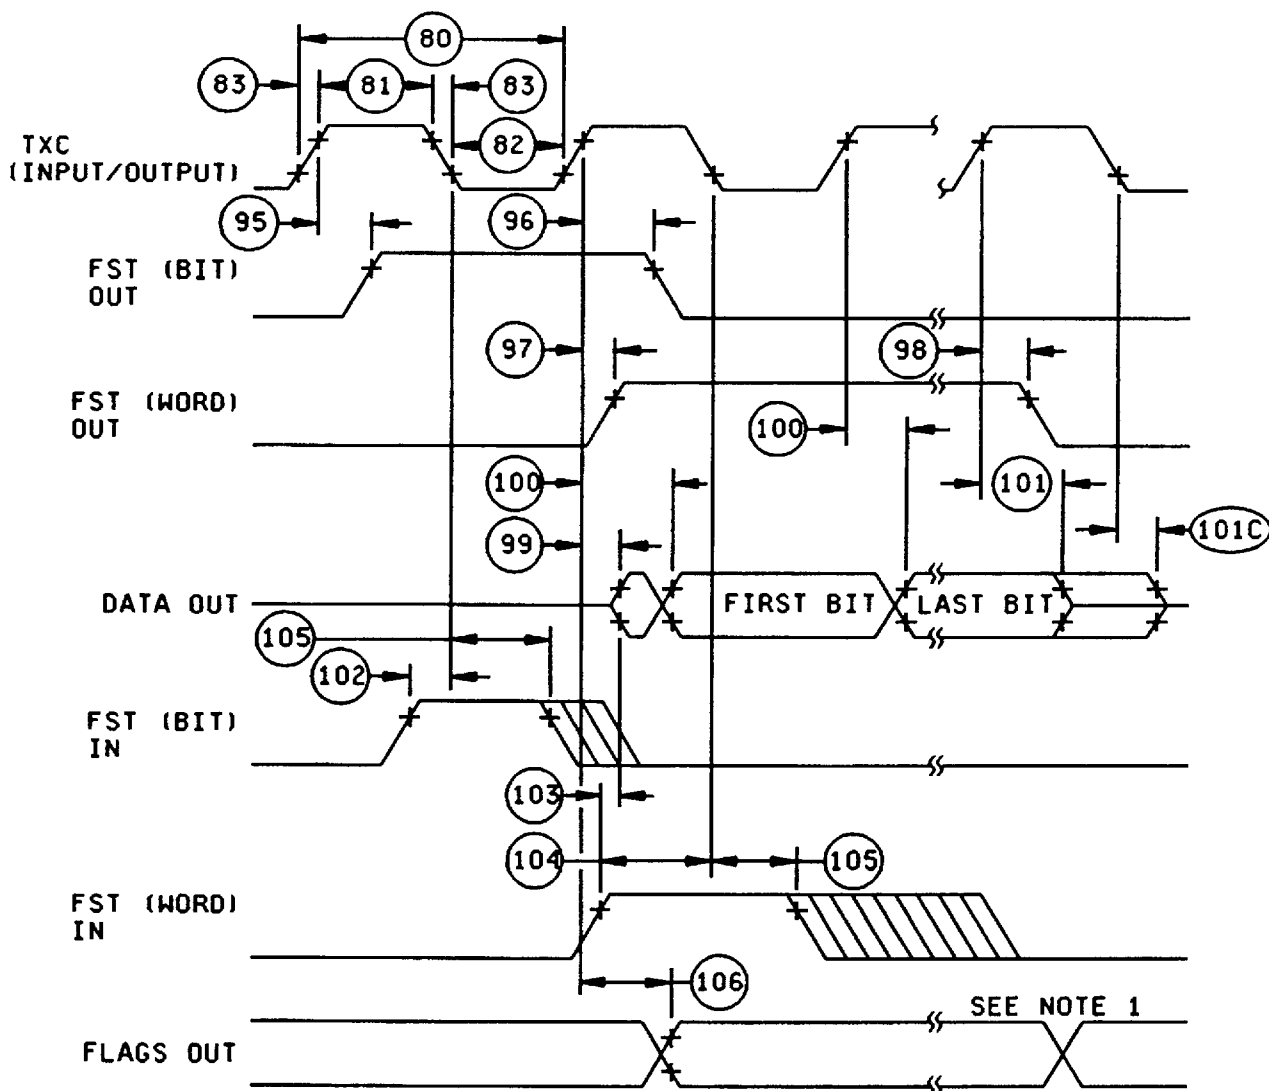 80
83
81
83
TXC
(INPUT/OUTPUT)
82
95
96
FST (BIT)
OUT
97
98
FST (WORD)
OUT
100
100
101
99
101C
DATA OUT
FIRST BIT
LAST BIT
105
102
FST (BIT)
IN
103
104
105
FST (WORD)
IN
106
SEE NOTE 1
FLAGS OUT